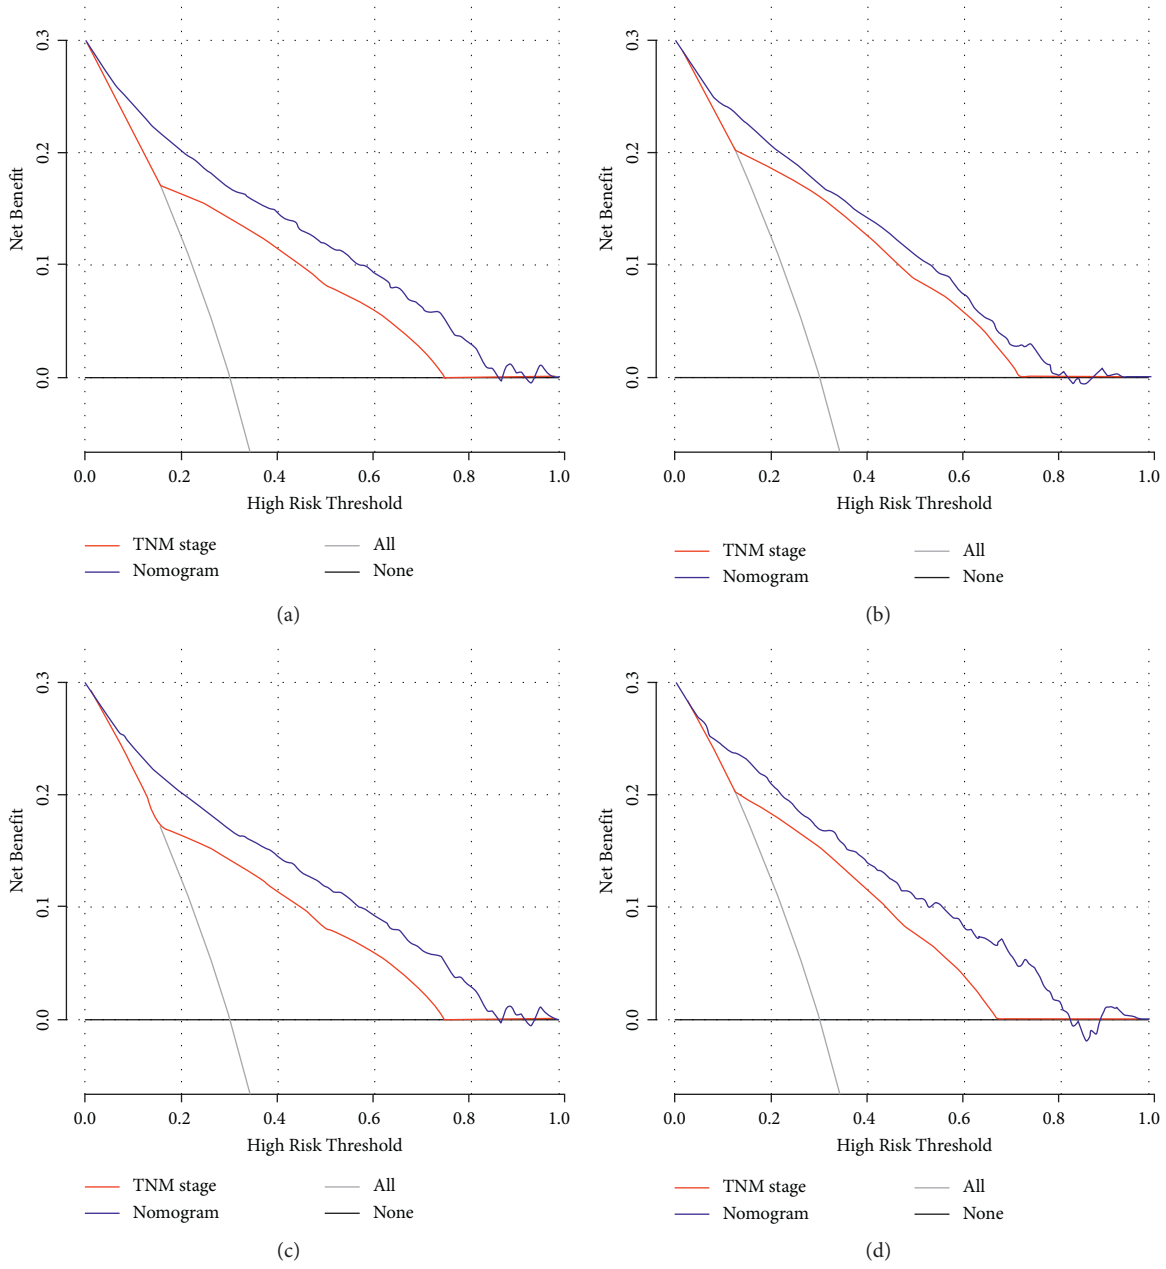 0.3
0.2
0.1
0.0
Net Benefit
0.0 0.2 0.4 0.6 0.8 1.0
High Risk Threshold
TNM stage All
Nomogram None
(a)
0.3
0.2
0.1
0.0
Net Benefit
0.0 0.2 0.4 0.6 0.8 1.0
High Risk Threshold
TNM stage All
Nomogram None
(b)
0.3
0.2
0.1
0.0
Net Benefit
0.0 0.2 0.4 0.6 0.8 1.0
High Risk Threshold
TNM stage All
Nomogram None
(c)
0.3
0.2
0.1
0.0
Net Benefit
0.0 0.2 0.4 0.6 0.8 1.0
High Risk Threshold
TNM stage All
Nomogram None
(d)